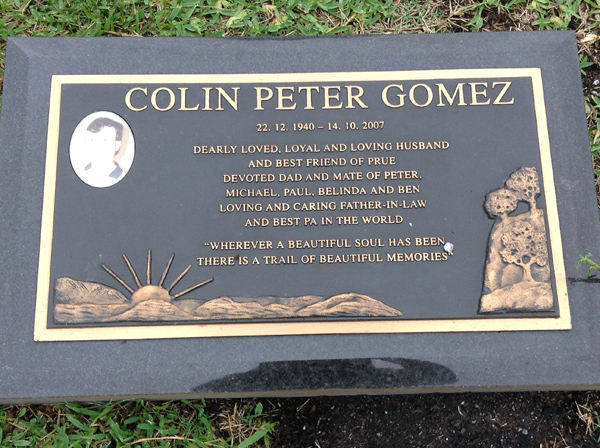 COLIN PETER GOMEZ
22. 12. 1940 – 14. 10. 2007
DEARLY LOVED, LOYAL AND LOVING HUSBAND
AND BEST FRIEND OF PRUE
DEVOTED DAD AND MATE OF PETER,
MICHAEL, PAUL, BELINDA AND BEN
LOVING AND CARING FATHER-IN-LAW
AND BEST PA IN THE WORLD
"WHEREVER A BEAUTIFUL SOUL HAS BEEN
THERE IS A TRAIL OF BEAUTIFUL MEMORIES"